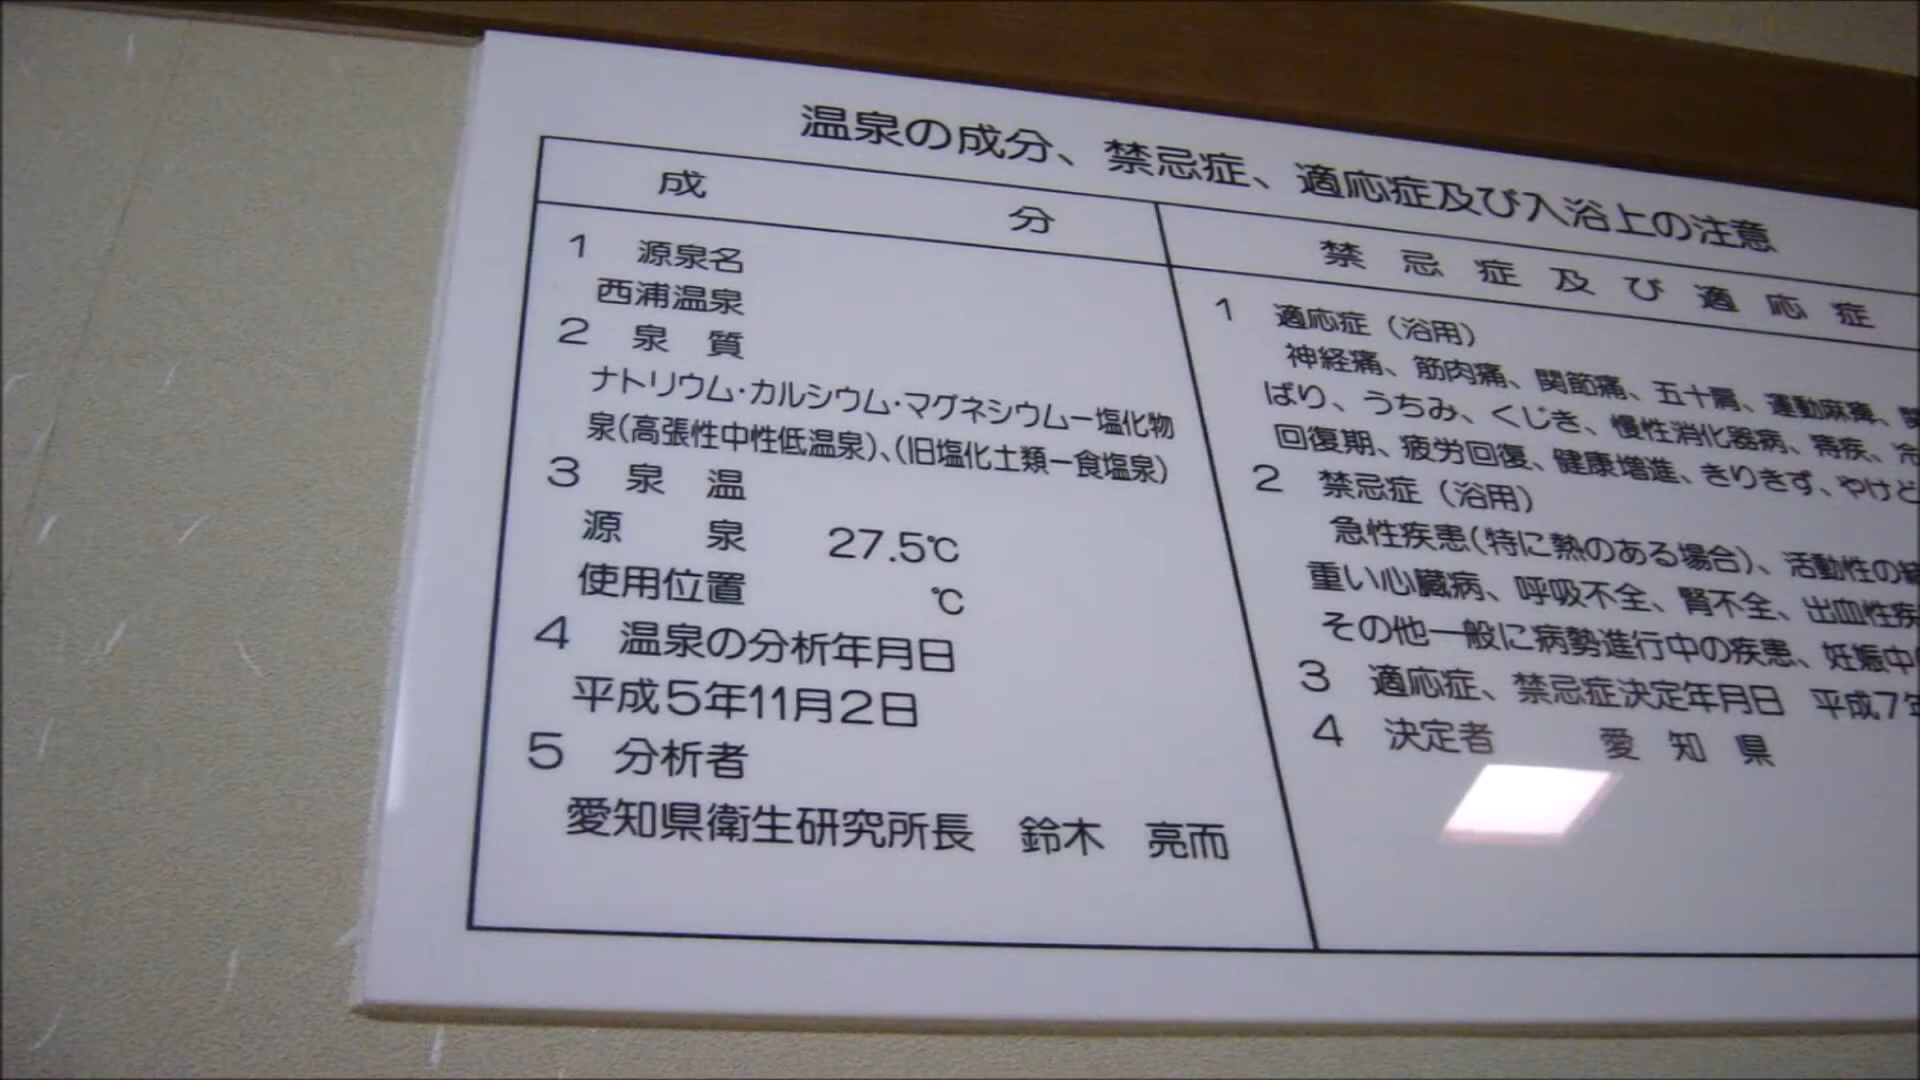 温泉の成分、禁忌症、適応症及び入浴上の注意
成 分
1 源泉名
西浦温泉
2 泉 質
ナトリウム・カルシウム・マグネシウムー塩化物
泉(高張性中性低温泉)、(旧塩化土類ー食塩泉)
3 泉 温
源 泉 27.5℃
使用位置 ℃
4 温泉の分析年月日
平成5年11月2日
5 分析者
愛知県衛生研究所長 鈴木 亮而
禁忌症及び適応症
1 適応症(浴用)
神経痛、筋肉痛、関節痛、五十肩、運動麻痺、関
ばり、うちみ、くじき、慢性消化器病、痔疾、冷
回復期、疲労回復、健康増進、きりきず、やけど
2 禁忌症(浴用)
急性疾患(特に熱のある場合)、活動性の
重い心臓病、呼吸不全、腎不全、出血性疾
その他一般に病勢進行中の疾患、妊娠中
3 適応症、禁忌症決定年月日 平成7年
4 決定者 愛知県